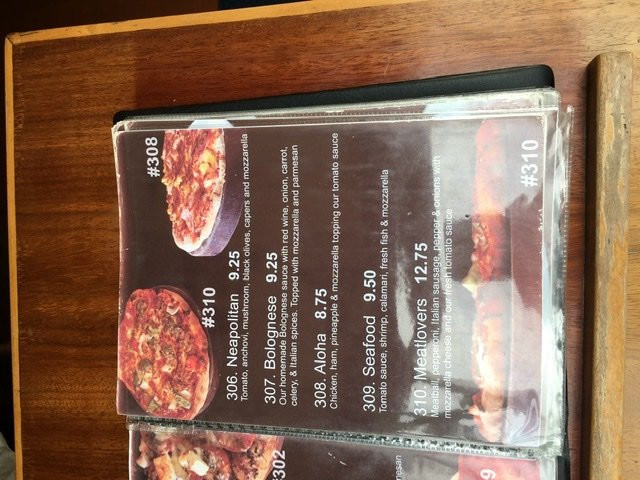 #308
#310
306. Neapolitan 9.25
Tomato, anchovi, mushroom, black olives, capers and mozzarella
307. Bolognese 9.25
Our homemade Bolognese sauce with red wine, onion, carrot,
celery, & Italian spices. Topped with mozzarella and parmesan
308. Aloha 8.75
Chicken, ham, pineapple & mozzarella topping our tomato sauce
309. Seafood 9.50
Tomato sauce, shrimp, calamari, fresh fish & mozzarella
310. Meatlovers 12.75
Meatball, pepperoni, Italian sausage, pepper & onions with
mozzarella cheese and our fresh tomato sauce
#310
302